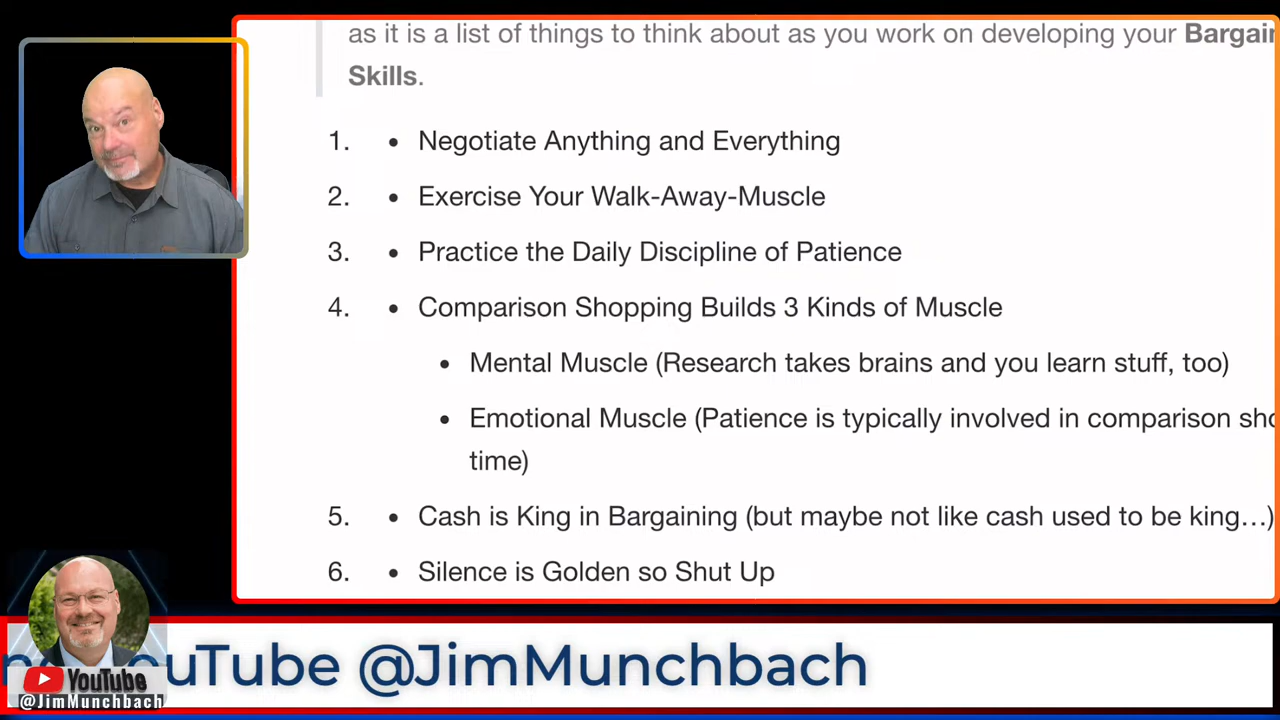 as it is a list of things to think about as you work on developing your
Skills.
1. • Negotiate Anything and Everything
2. • Exercise Your Walk-Away-Muscle
3. • Practice the Daily Discipline of Patience
4. • Comparison Shopping Builds 3 Kinds of Muscle
• Mental Muscle (Research takes brains and you learn stuff, too)
• Emotional Muscle (Patience is typically involved in comparison
time)
5. • Cash is King in Bargaining (but maybe not like cash used to be king...)
6. • Silence is Golden so Shut Up
YouTube @JimMunchbach
YouTube
@JimMunchbach